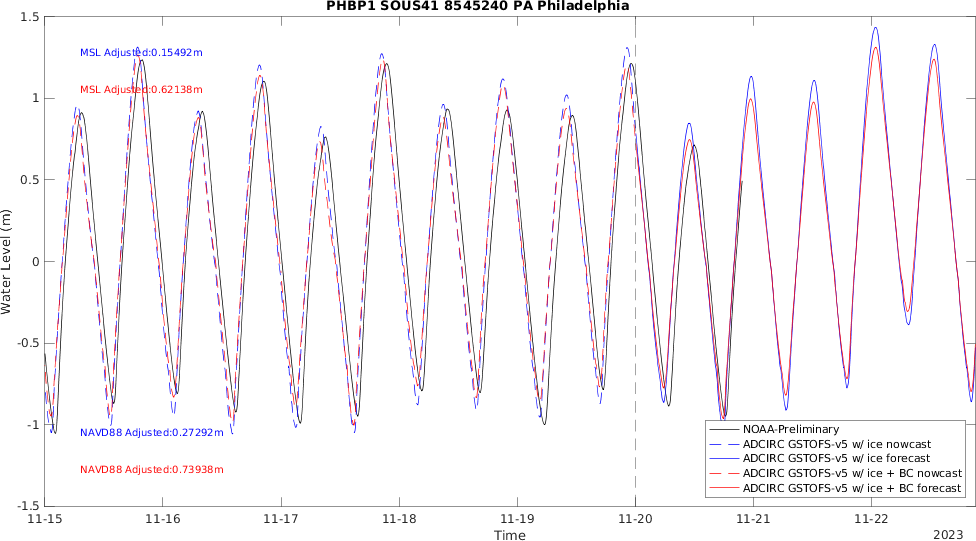 PHBP1 SOUS41 8545240 PA Philadelphia
1.5
1
0.5
0
-0.5
-1
-1.5
Water Level (m)
MSL Adjusted:0.15492m
MSL Adjusted:0.62138m
NAVD88 Adjusted:0.27292m
NAVD88 Adjusted:0.73938m
NOAA-Preliminary
ADCIRC GSTOFS-v5 w/ ice nowcast
ADCIRC GSTOFS-v5 w/ ice forecast
ADCIRC GSTOFS-v5 w/ ice + BC nowcast
ADCIRC GSTOFS-v5 w/ ice + BC forecast
11-15 11-16 11-17 11-18 11-19 11-20 11-21 11-22
Time
2023